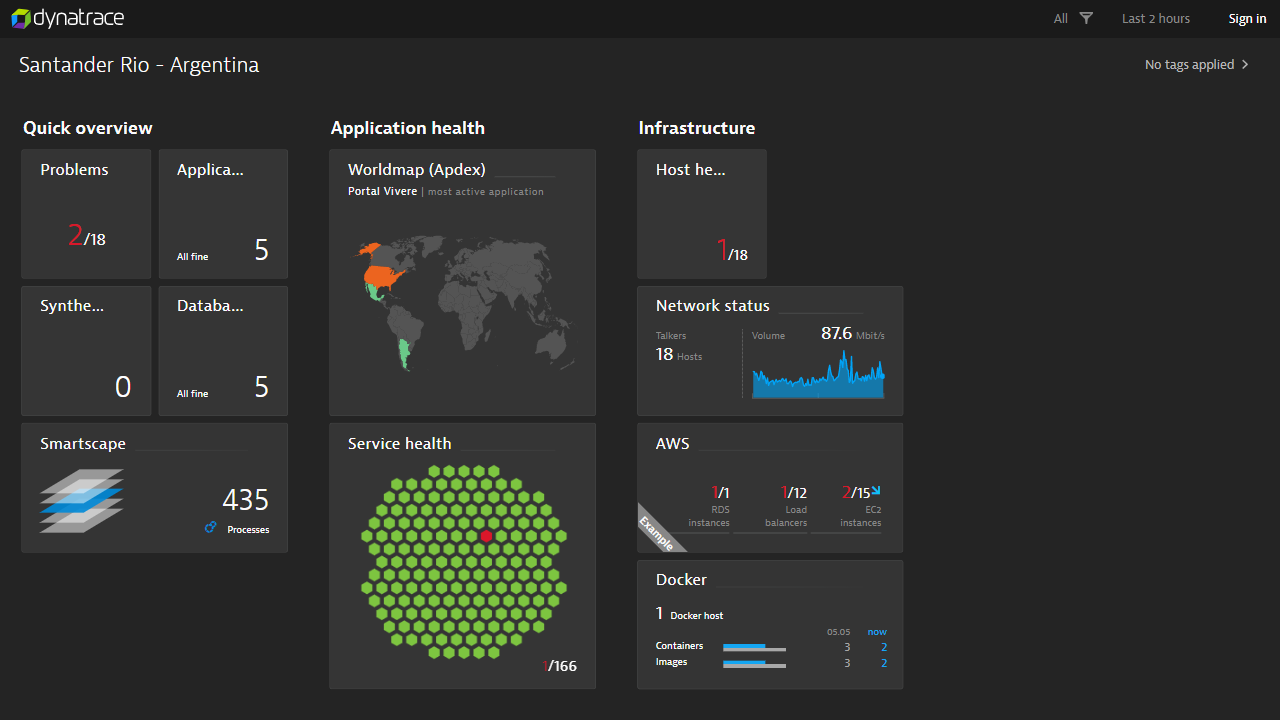 dynatrace
All
Last 2 hours
Sign in
Santander Rio - Argentina
No tags applied
Quick overview
Application health
Infrastructure
Problems
2/18
Applica...
All fine
5
Synthe...
0
Databa...
All fine
5
Smartscape
435
Processes
Worldmap (Apdex)
Portal Vivere | most active application
Service health
1/166
Host he...
1/18
Network status
Talkers
18 Hosts
Volume
87.6 Mbit/s
AWS
1/1
RDS
instances
1/12
Load
balancers
2/15
EC2
instances
Example
Docker
1 Docker host
05.05 now
Containers 3 2
Images 3 2